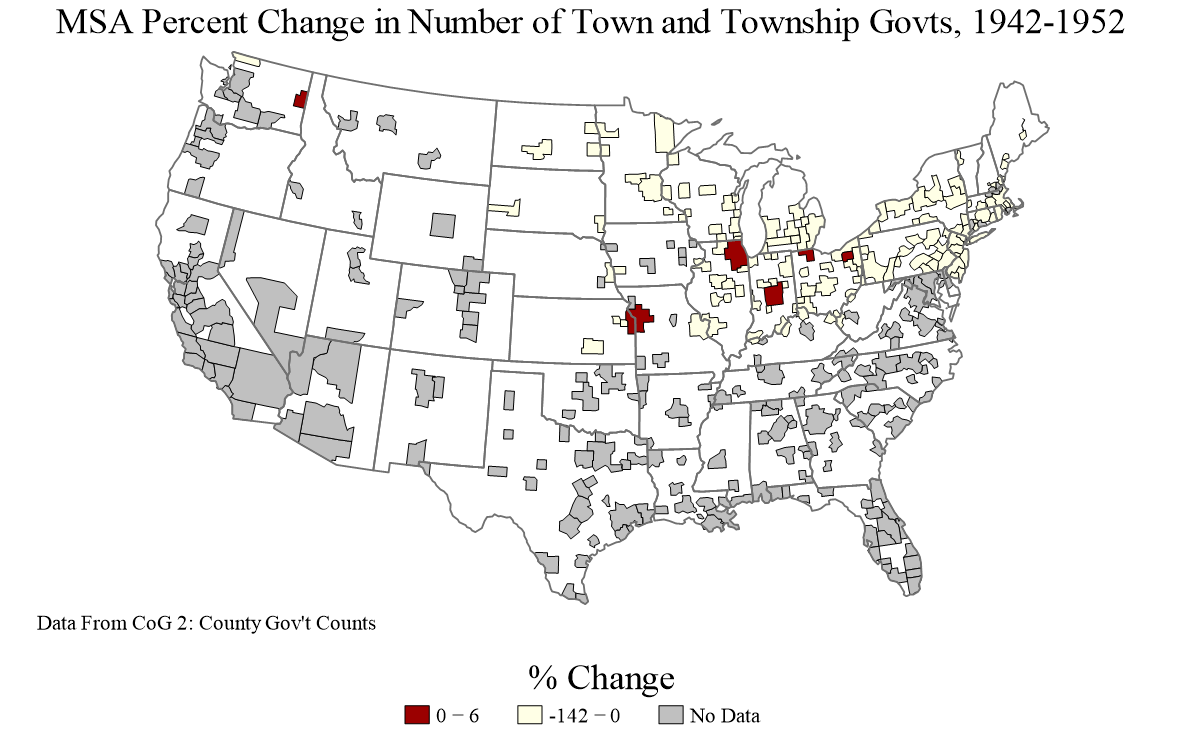 MSA Percent Change in Number of Town and Township Govts, 1942-1952
Data From CoG 2: County Gov't Counts
% Change
0 − 6
-142 − 0
No Data